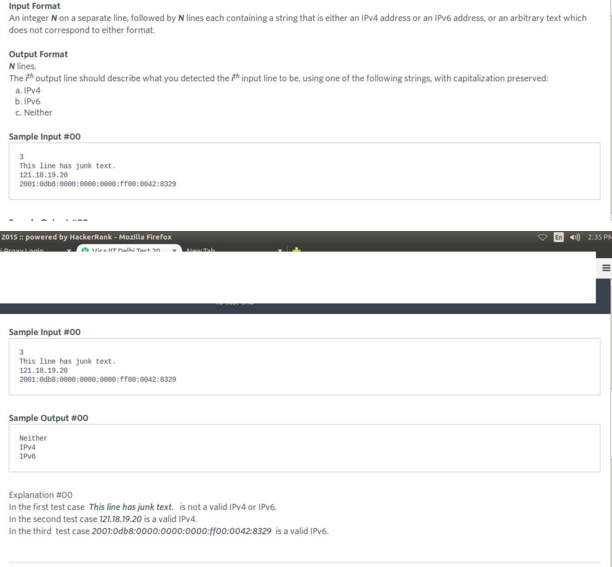 Input Format
An integer N on a separate line, followed by N lines each containing a string that is either an IPv4 address or an IPv6 address, or an arbitrary text which
does not correspond to either format.
Output Format
N lines.
The ith output line should describe what you detected the ith input line to be, using one of the following strings, with capitalization preserved:
a. IPv4
b. IPv6
c. Neither
Sample Input #00
3
This line has junk text.
121.18.19.20
2001:0db8:0000:0000:0000:ff00:0042:8329
2015 :: powered by HackerRank - Mozilla Firefox
En 2:35 PM
Proxy Login Visa IIT Delhi Test 20 New Tab
Sample Input #00
3
This line has junk text.
121.18.19.20
2001:0db8:0000:0000:0000:ff00:0042:8329
Sample Output #00
Neither
IPv4
IPv6
Explanation #00
In the first test case This line has junk text. is not a valid IPv4 or IPv6.
In the second test case 121.18.19.20 is a valid IPv4.
In the third test case 2001:0db8:0000:0000:0000:ff00:0042:8329 is a valid IPv6.